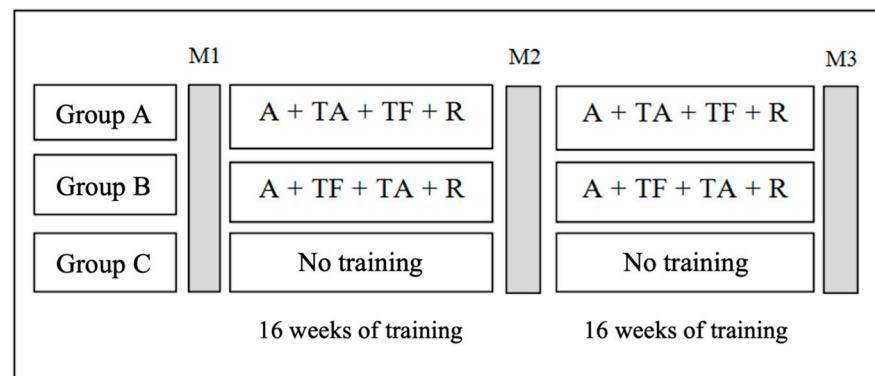 M1 M2 M3
Group A A + TA + TF + R A + TA + TF + R
Group B A + TF + TA + R A + TF + TA + R
Group C No training No training
16 weeks of training 16 weeks of training